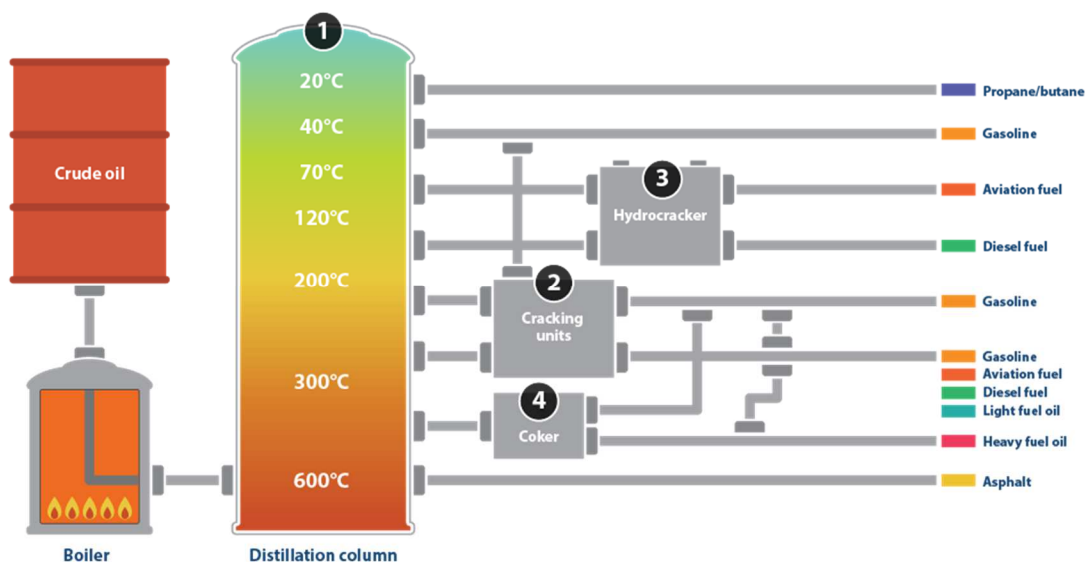 1
20°C
Propane/butane
40°C
Gasoline
Crude oil
70°C
3
Hydrocracker
Aviation fuel
120°C
Diesel fuel
200°C
2
Cracking
units
Gasoline
300°C
Gasoline
Aviation fuel
Diesel fuel
Light fuel oil
4
Coker
Heavy fuel oil
600°C
Asphalt
Boiler
Distillation column